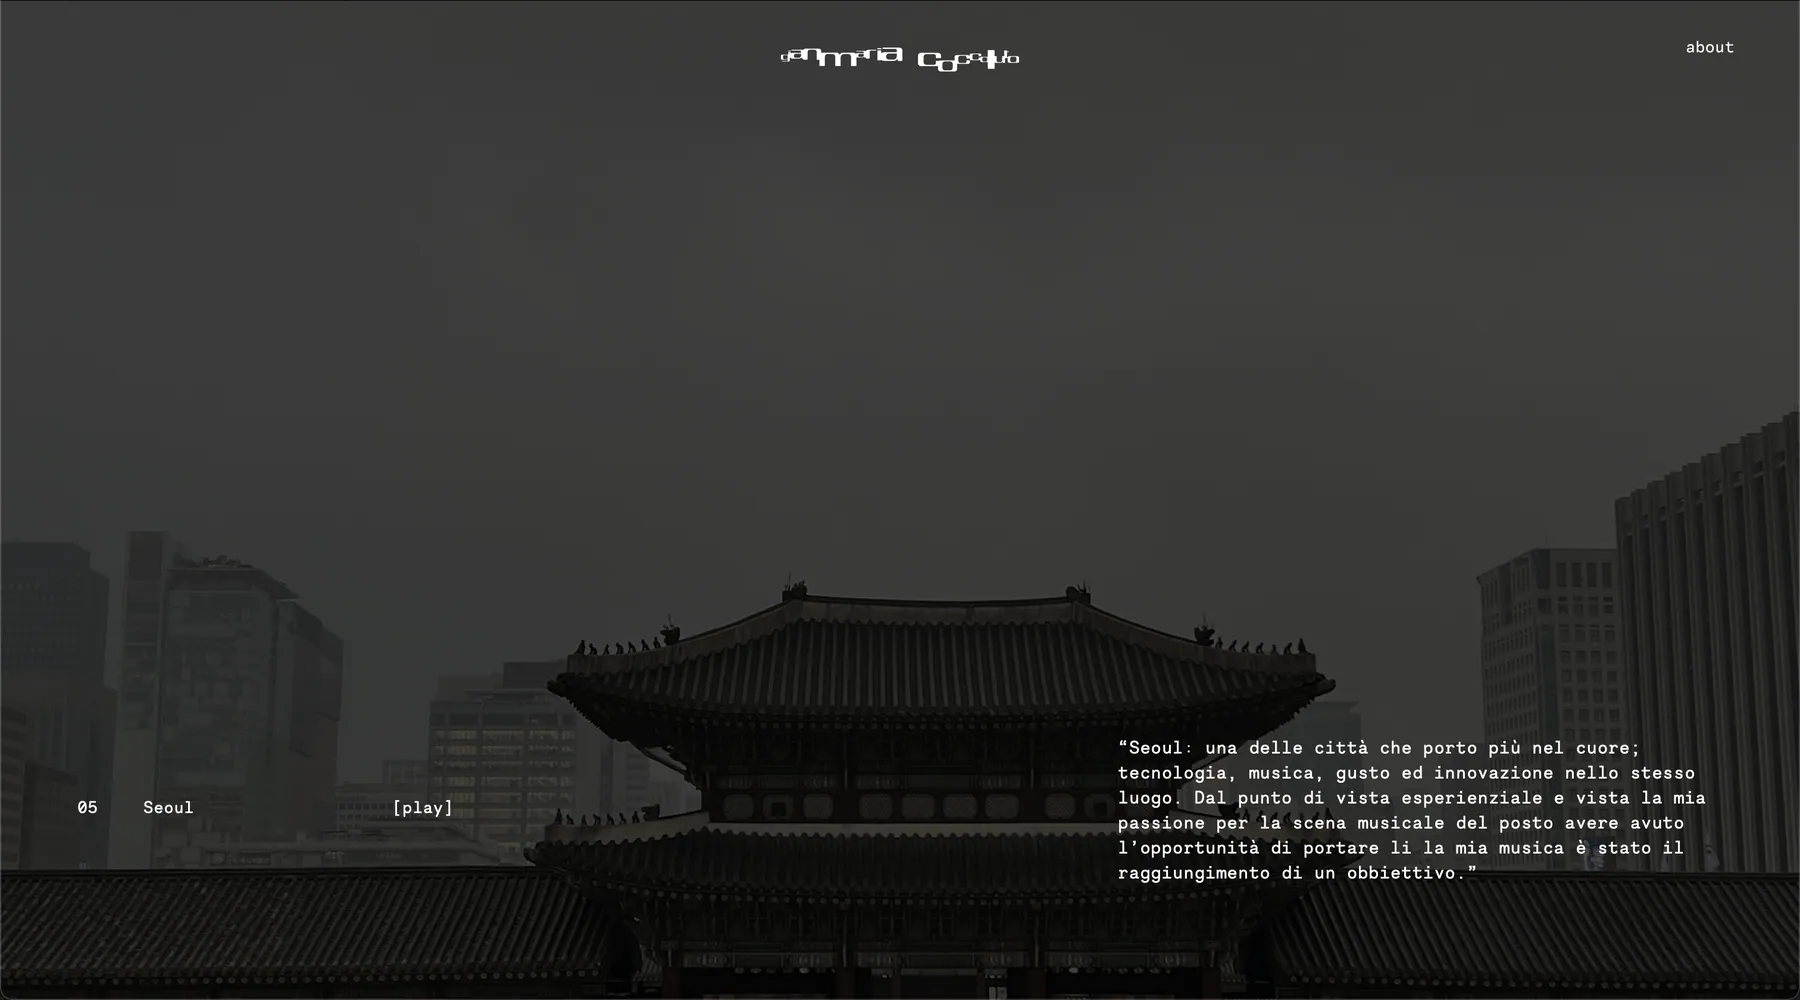 gianmaria coccoluto
about
05 Seoul [play]
“Seoul: una delle città che porto più nel cuore;
tecnologia, musica, gusto ed innovazione nello stesso
luogo. Dal punto di vista esperienziale e vista la mia
passione per la scena musicale del posto avere avuto
l’opportunità di portare li la mia musica è stato il
raggiungimento di un obbiettivo.”